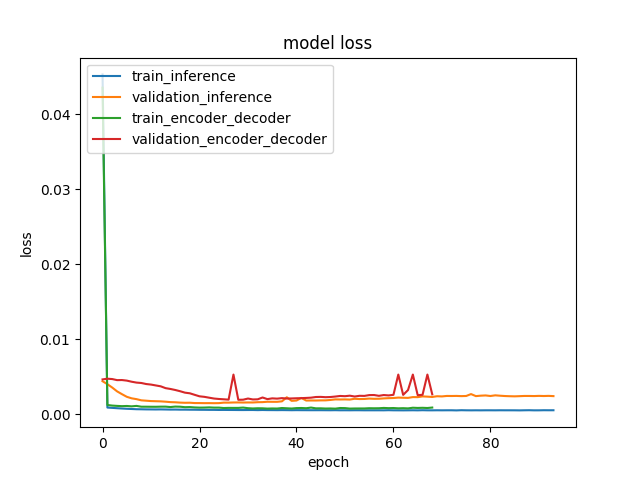 model loss
train_inference
validation_inference
train_encoder_decoder
validation_encoder_decoder
0.04
0.03
0.02
0.01
0.00
loss
0 20 40 60 80
epoch